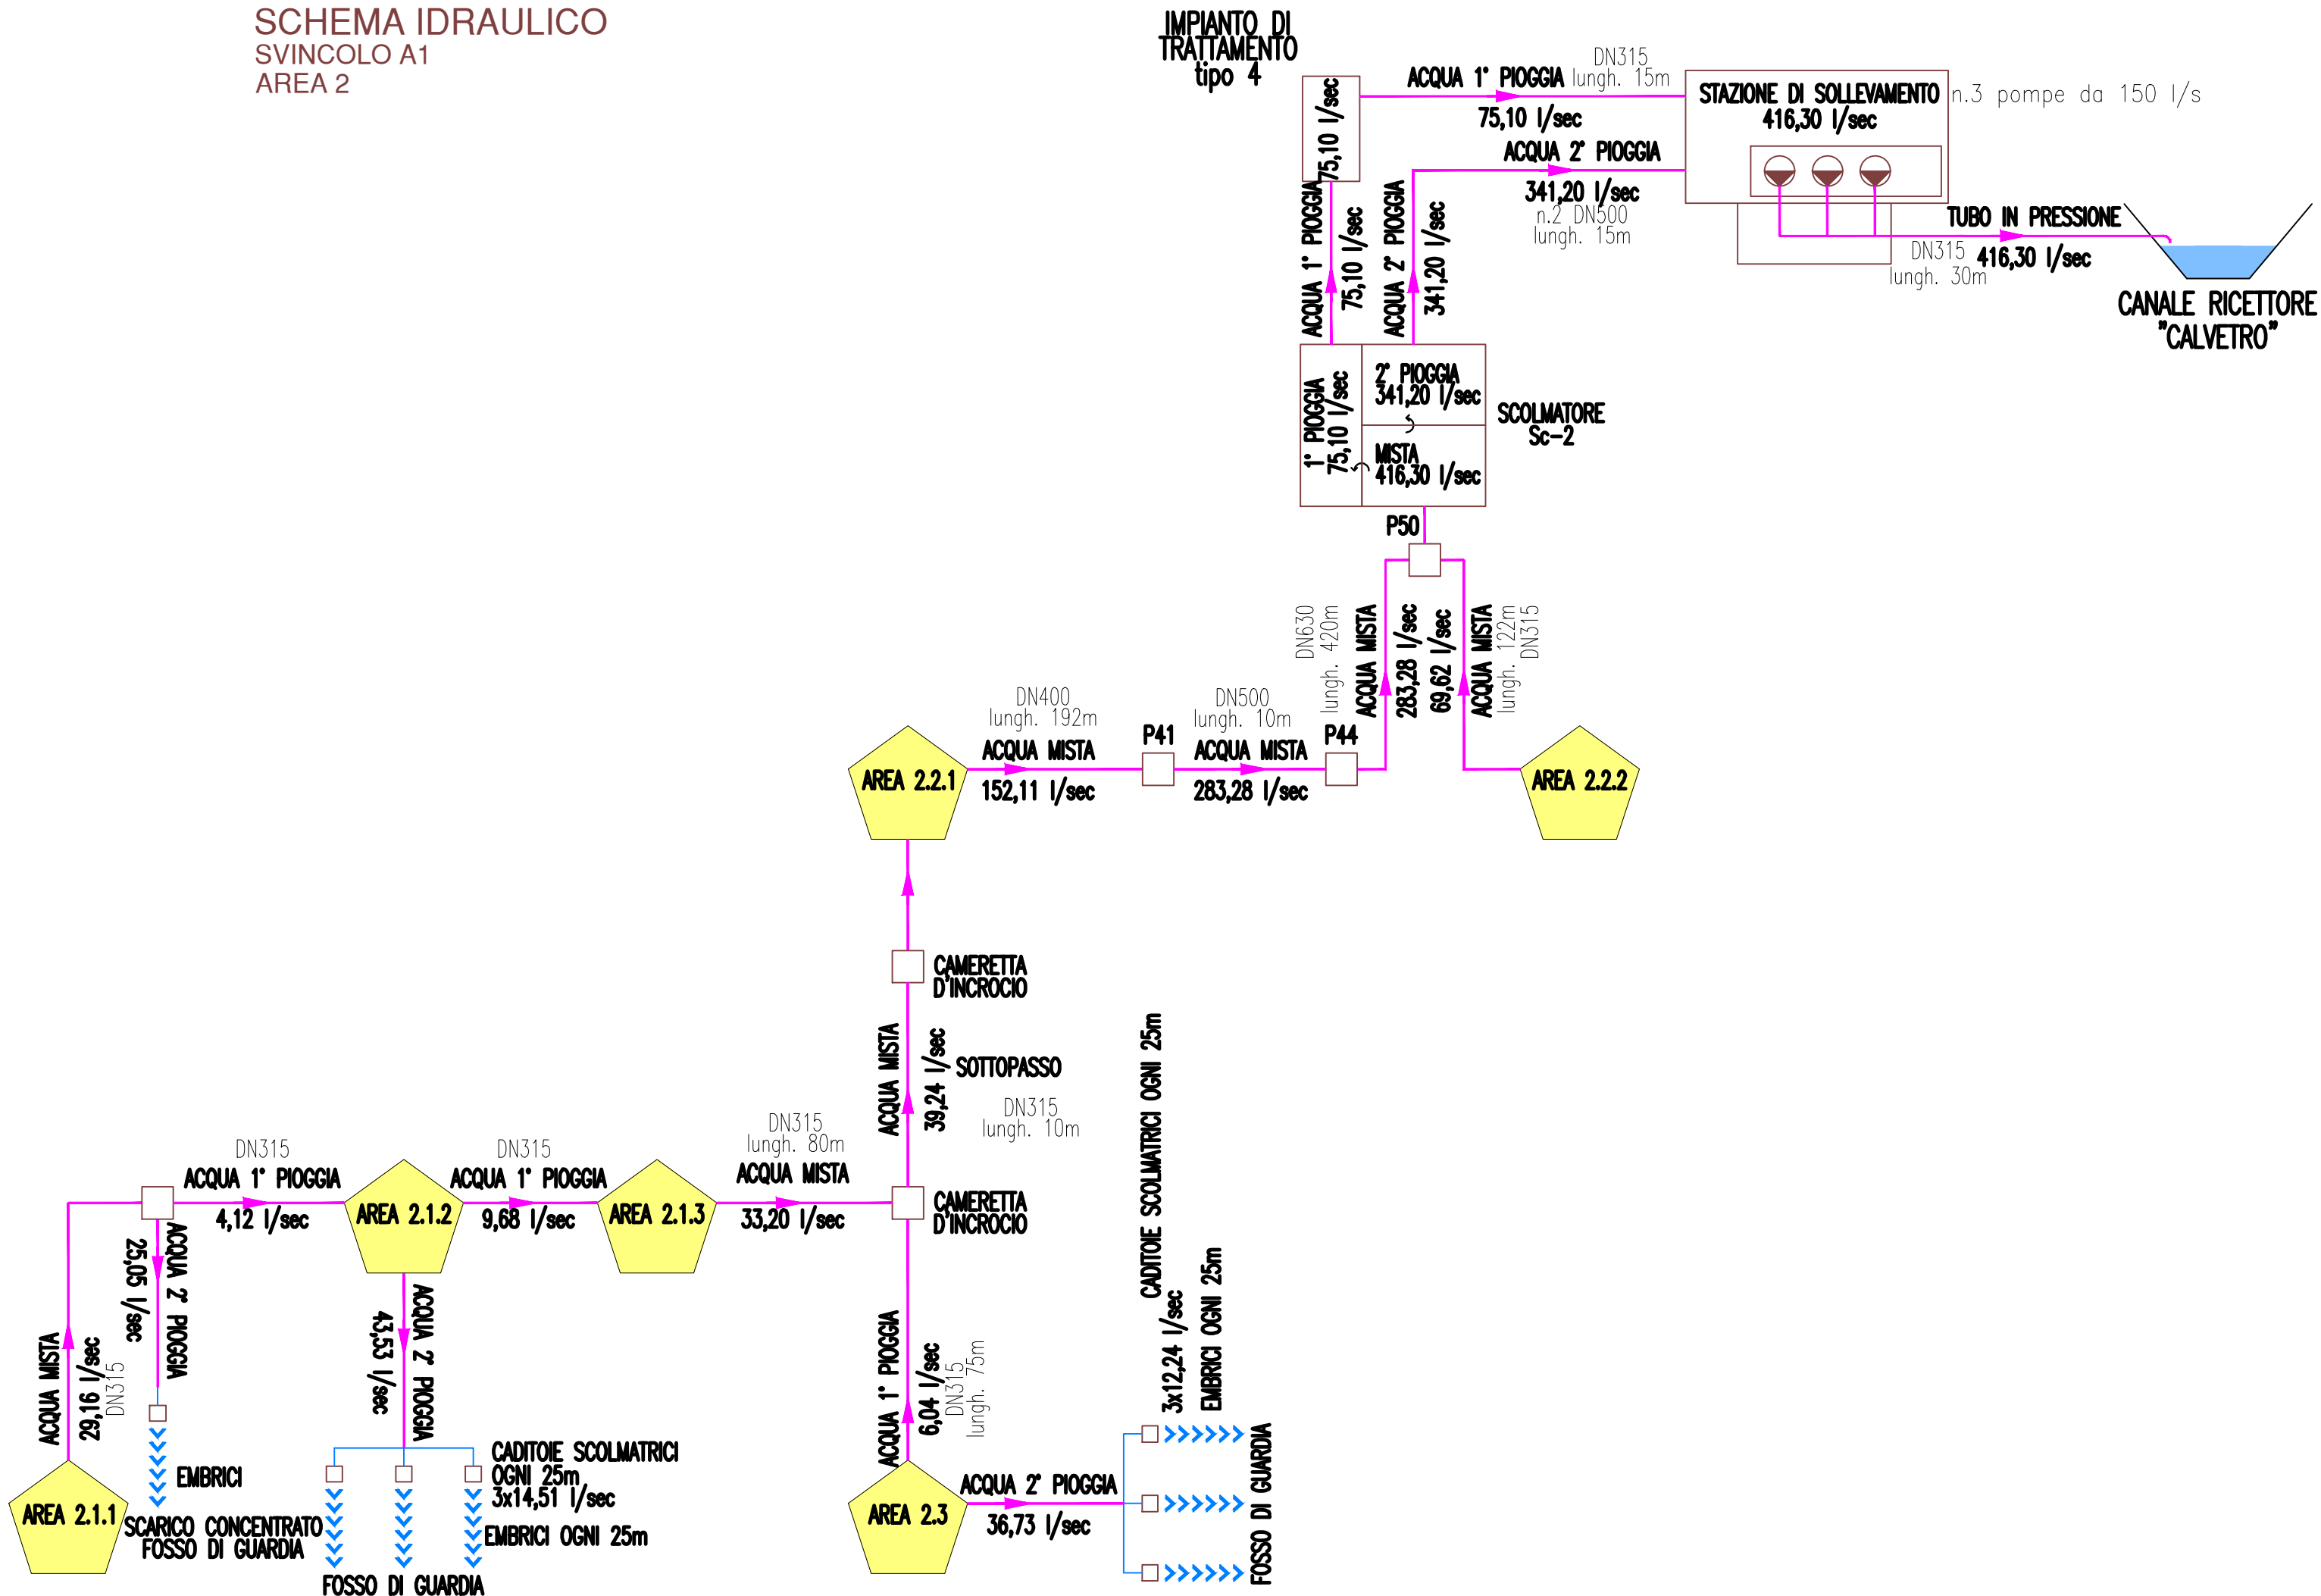 SCHEMA IDRAULICO
SVINCOLO A1
AREA 2
IMPIANTO DI
TRATTAMENTO
tipo 4
75,10 l/sec
ACQUA 1° PIOGGIA
DN315
lungh. 15m
75,10 l/sec
ACQUA 2° PIOGGIA
341,20 l/sec
n.2 DN500
lungh. 15m
STAZIONE DI SOLLEVAMENTO
416,30 l/sec
n.3 pompe da 150 l/s
TUBO IN PRESSIONE
DN315
lungh. 30m
416,30 l/sec
CANALE RICETTORE
"CALVETRO"
ACQUA 1° PIOGGIA
75,10 l/sec
ACQUA 2° PIOGGIA
341,20 l/sec
1° PIOGGIA
75,10 l/sec
2° PIOGGIA
341,20 l/sec
MISTA
416,30 l/sec
SCOLMATORE
Sc-2
P50
DN630
lungh. 420m
ACQUA MISTA
283,28 l/sec
69,62 l/sec
ACQUA MISTA
lungh. 122m
DN315
AREA 2.2.1
DN400
lungh. 192m
ACQUA MISTA
152,11 l/sec
P41
DN500
lungh. 10m
ACQUA MISTA
283,28 l/sec
P44
AREA 2.2.2
CAMERETTA
D'INCROCIO
ACQUA MISTA
39,24 l/sec
SOTTOPASSO
DN315
lungh. 10m
CAMERETTA
D'INCROCIO
DN315
ACQUA 1° PIOGGIA
4,12 l/sec
AREA 2.1.2
DN315
ACQUA 1° PIOGGIA
9,68 l/sec
AREA 2.1.3
DN315
lungh. 80m
ACQUA MISTA
33,20 l/sec
ACQUA MISTA
29,16 l/sec
DN315
AREA 2.1.1
ACQUA 2° PIOGGIA
25,05 l/sec
EMBRICI
SCARICO CONCENTRATO
FOSSO DI GUARDIA
ACQUA 2° PIOGGIA
43,53 l/sec
CADITOIE SCOLMATRICI
OGNI 25m
3x14,51 l/sec
EMBRICI OGNI 25m
FOSSO DI GUARDIA
ACQUA 1° PIOGGIA
6,04 l/sec
DN315
lungh. 75m
AREA 2.3
ACQUA 2° PIOGGIA
36,73 l/sec
CADITOIE SCOLMATRICI OGNI 25m
3x12,24 l/sec
EMBRICI OGNI 25m
FOSSO DI GUARDIA